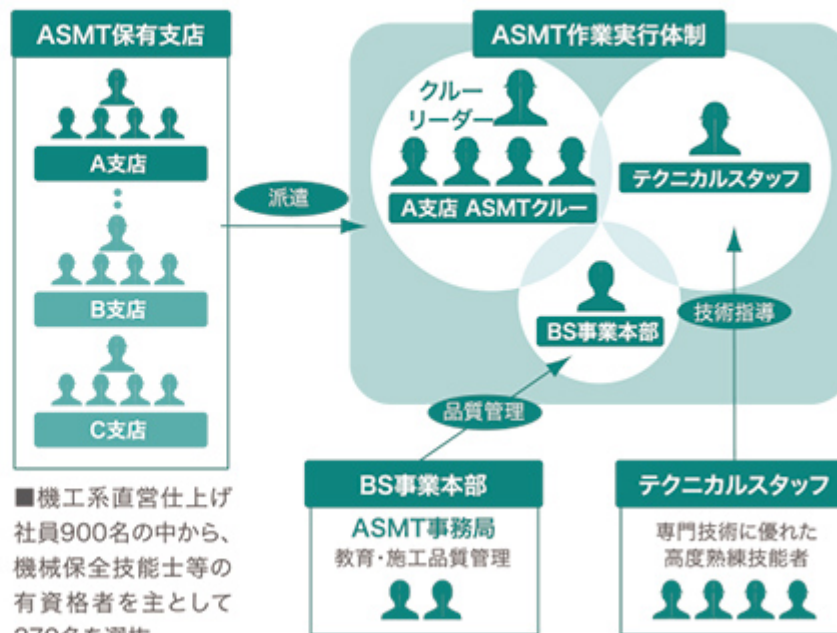 ASMT保有支店
A支店
B支店
C支店
■機工系直営仕上げ
社員900名の中から、
機械保全技能士等の
有資格者を主として
派遣
ASMT作業実行体制
クルー
リーダー
A支店 ASMTクルー
テクニカルスタッフ
BS事業本部
技術指導
品質管理
BS事業本部
ASMT事務局
教育・施工品質管理
テクニカルスタッフ
専門技術に優れた
高度熟練技能者